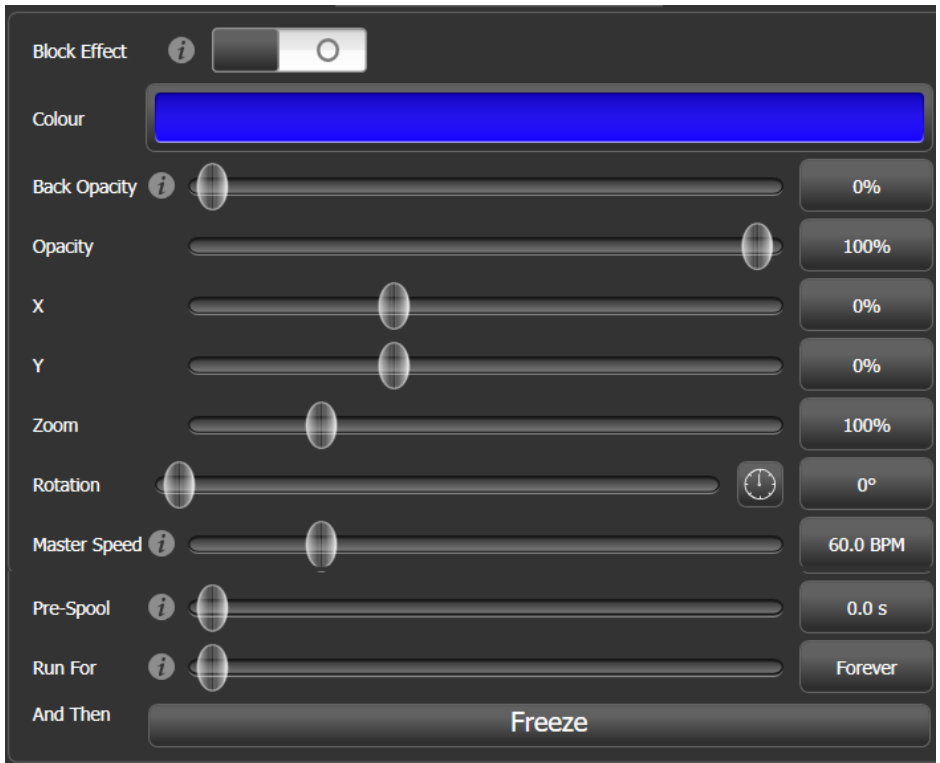 Block Effect
Colour
Back Opacity 0%
Opacity 100%
X 0%
Y 0%
Zoom 100%
Rotation 0°
Master Speed 60.0 BPM
Pre-Spool 0.0 s
Run For Forever
And Then Freeze